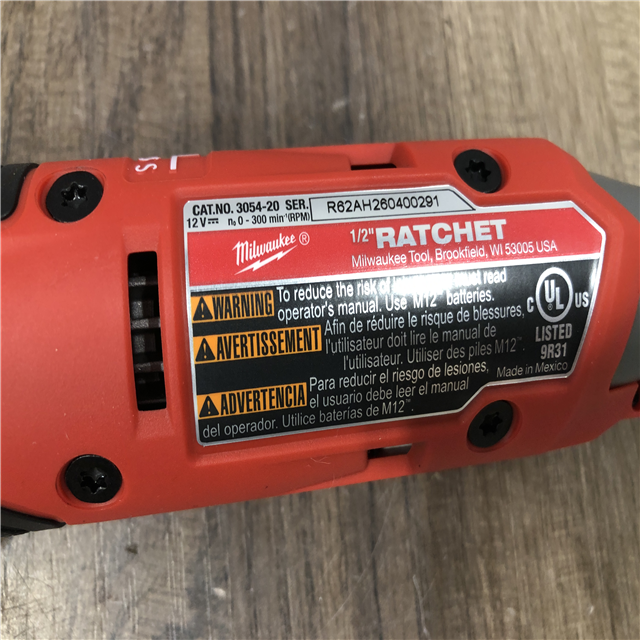 CAT.NO. 3054-20 SER. R62AH260400291
12 V⎓ n₀ 0 - 300 min⁻¹(RPM)
Milwaukee ®
1/2" RATCHET
Milwaukee Tool, Brookfield, WI 53005 USA
WARNING To reduce the risk of must read
operator's manual. Use M12™ batteries.
AVERTISSEMENT Afin de réduire le risque de blessures,
l'utilisateur doit lire le manuel de
l'utilisateur. Utiliser des piles M12™.
ADVERTENCIA Para reducir el riesgo de lesiones,
el usuario debe leer el manual
del operador. Utilice baterías de M12™.
C UL US
LISTED
9R31
Made in Mexico